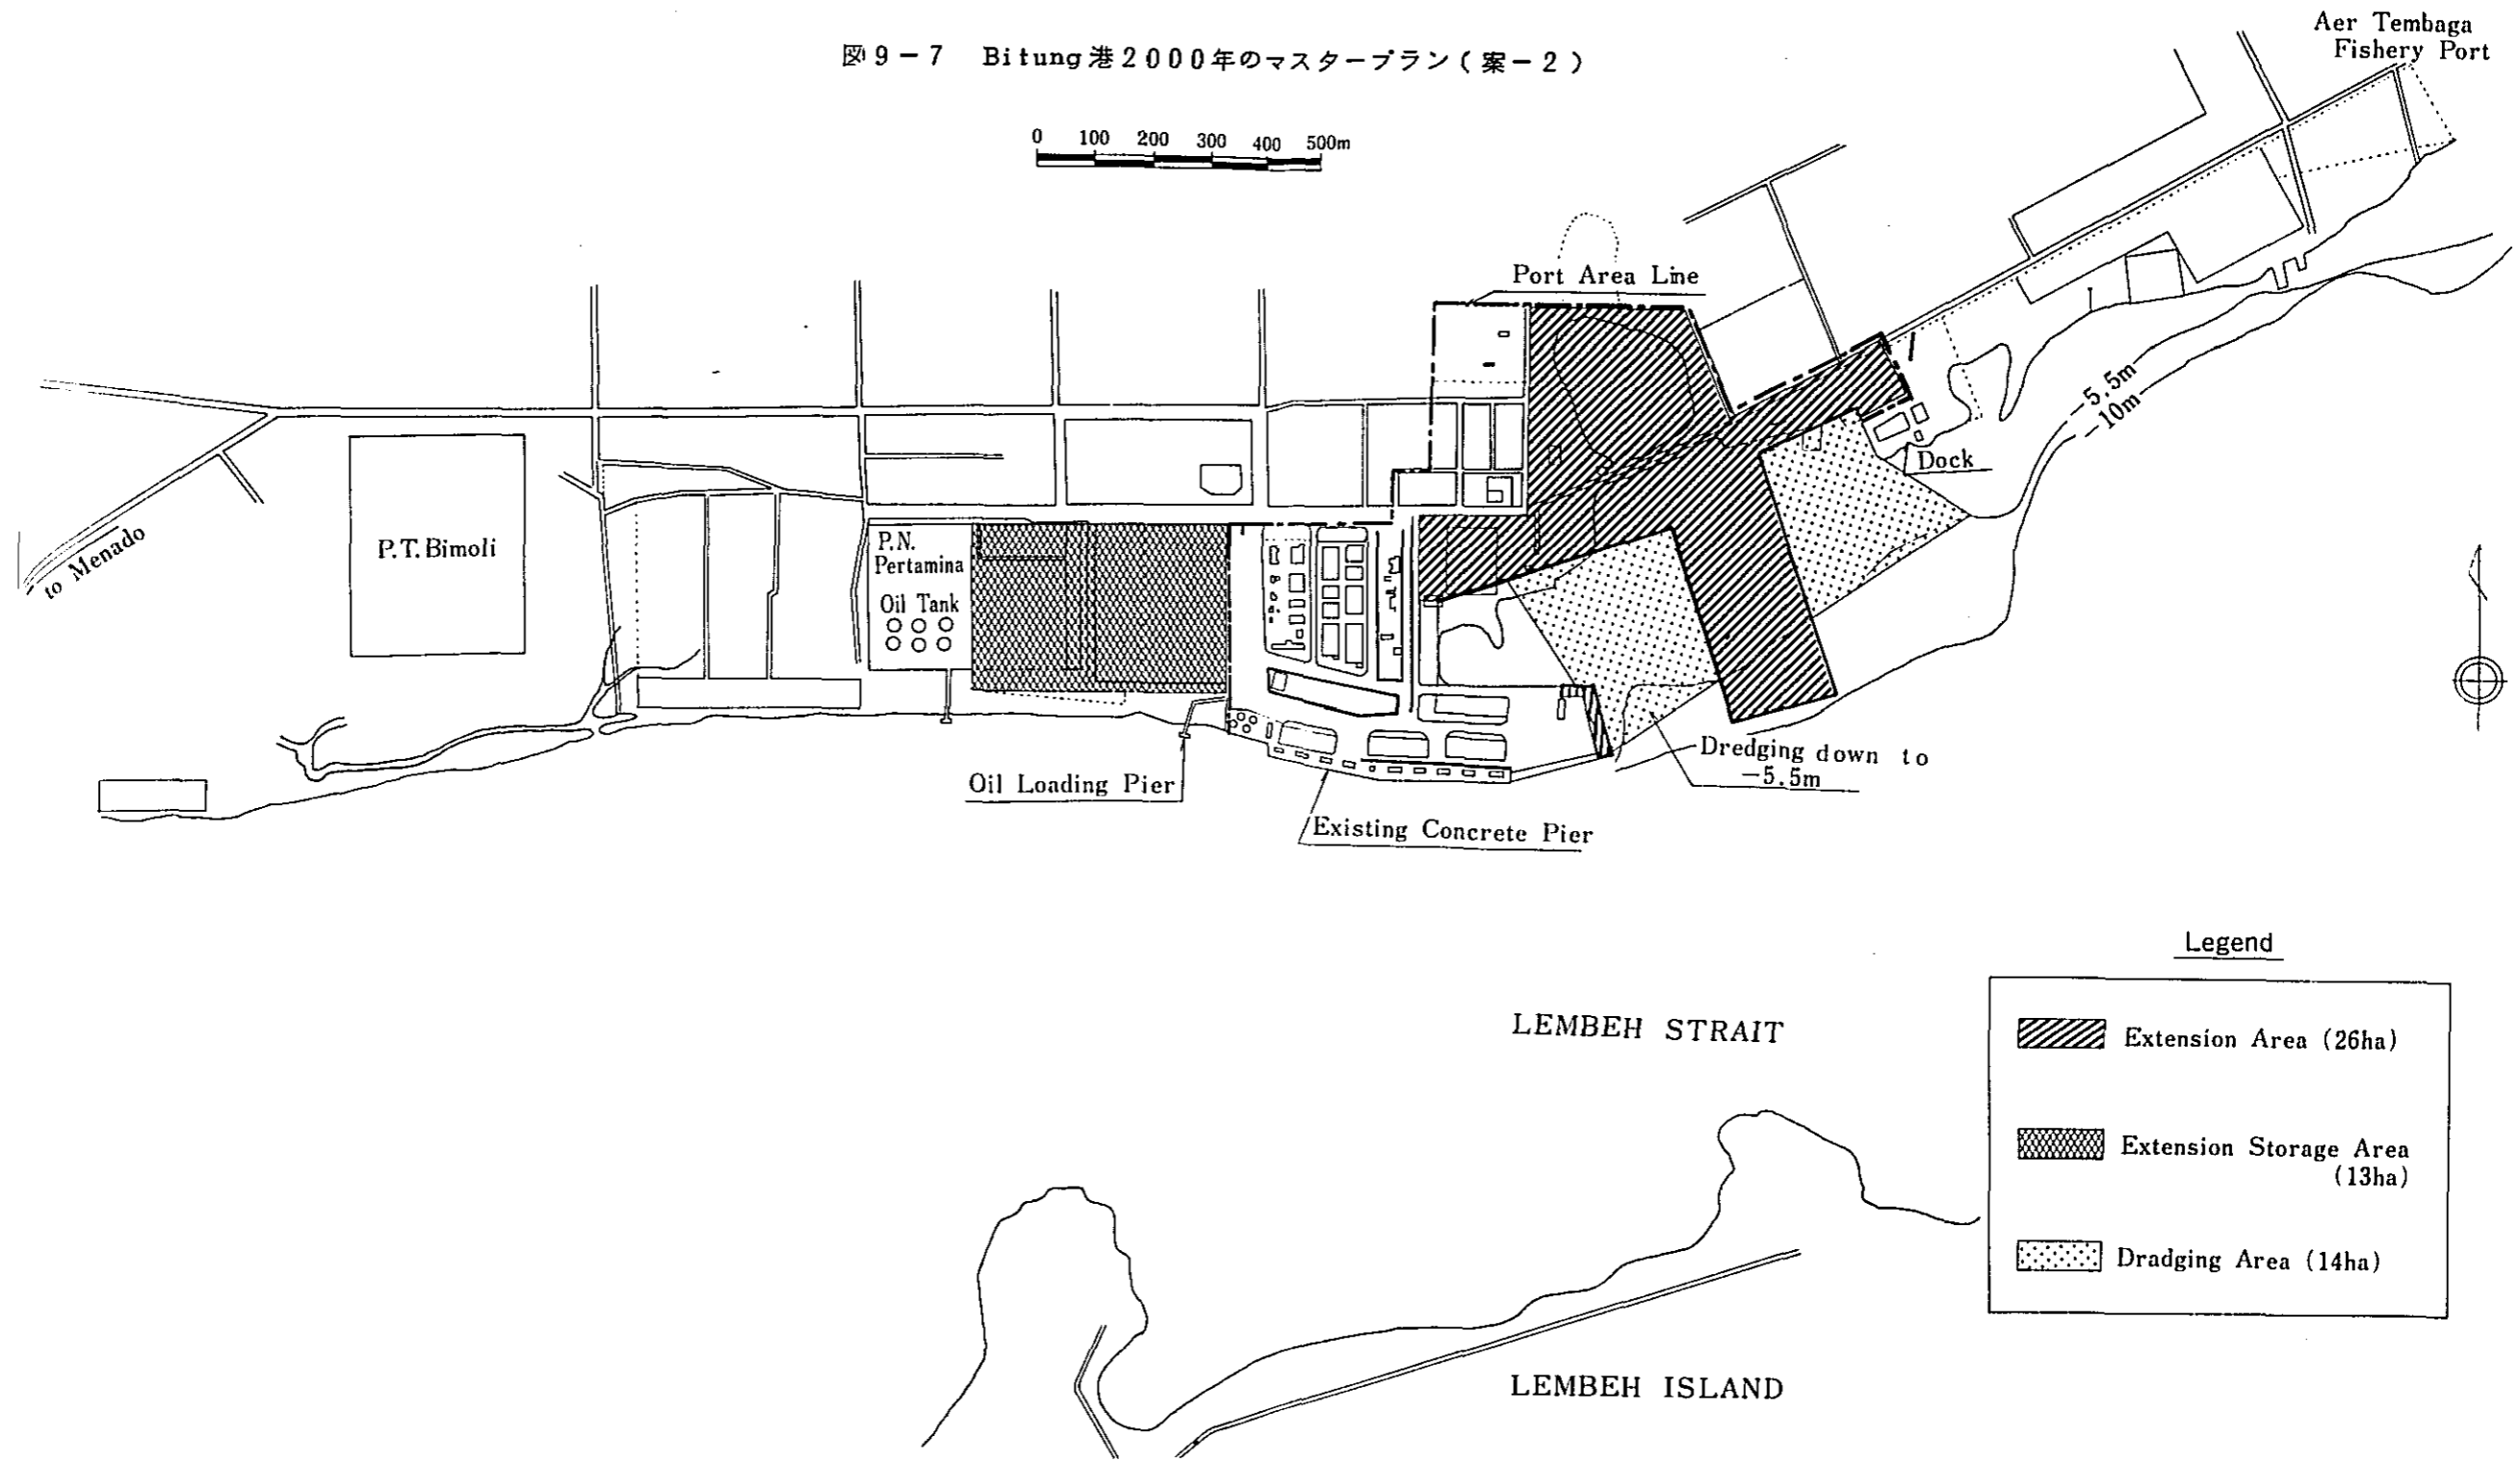 図9-7 Bitung港2000年のマスタープラン(案-2)
Aer Tembaga
Fishery Port
0 100 200 300 400 500m
Port Area Line
-5.5m
-10m
Dock
to Menado
P.T.Bimoli
P.N.
Pertamina
Oil Tank
Oil Loading Pier
Existing Concrete Pier
Dredging down to
-5.5m
LEMBEH STRAIT
LEMBEH ISLAND
Legend
Extension Area (26ha)
Extension Storage Area
(13ha)
Dradging Area (14ha)